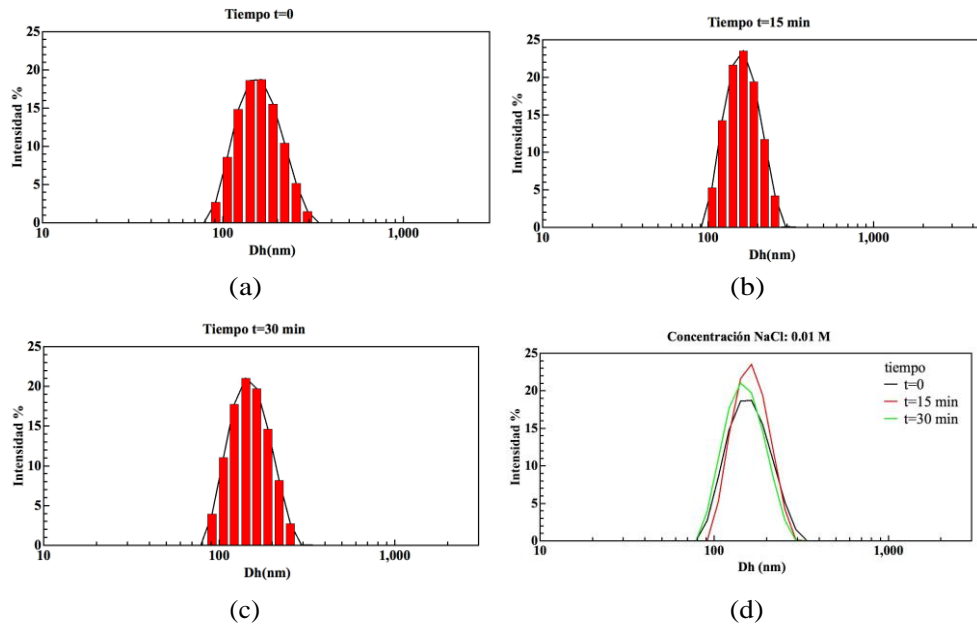 Tiempo t=0
25
20
15
10
5
0
Intensidad %
10
100
1,000
Dh(nm)
(a)
Tiempo t=15 min
25
20
15
10
5
0
Intensidad %
10
100
1,000
Dh(nm)
(b)
Tiempo t=30 min
25
20
15
10
5
0
Intensidad %
10
100
1,000
Dh(nm)
(c)
Concentración NaCl: 0.01 M
25
20
15
10
5
0
Intensidad %
tiempo
t=0
t=15 min
t=30 min
10
100
1,000
Dh (nm)
(d)